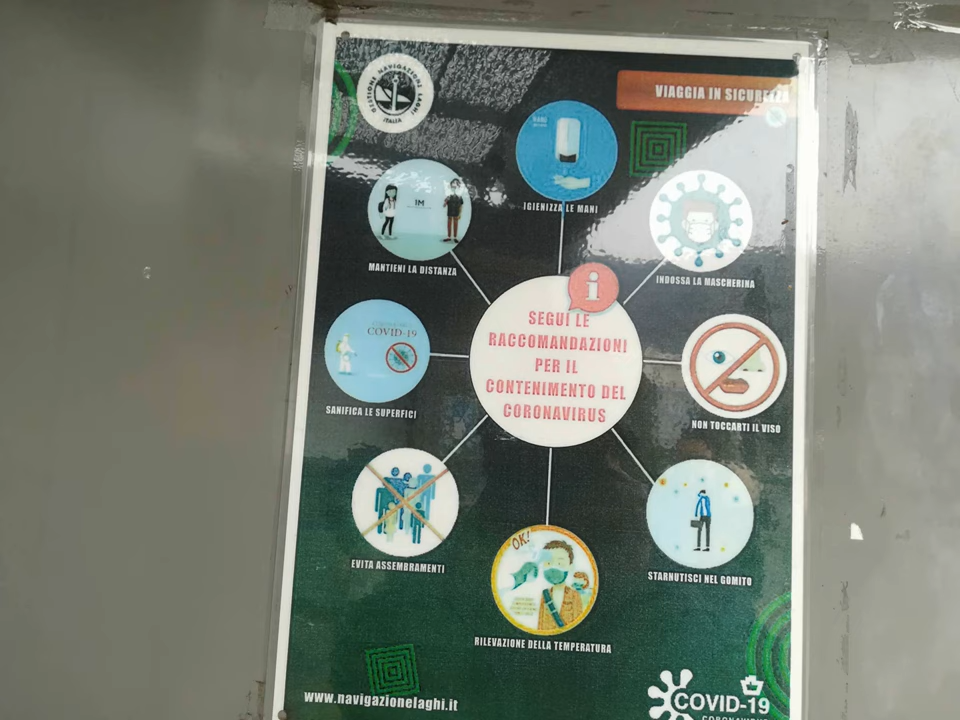 GESTIONE NAVIGAZIONE LAGHI
ITALIA
VIAGGIA IN SICUREZZA
IGIENIZZA LE MANI
1M
MANTIENI LA DISTANZA
INDOSSA LA MASCHERINA
i
SEGUI LE
RACCOMANDAZIONI
PER IL
CONTENIMENTO DEL
CORONAVIRUS
COVID-19
SANIFICA LE SUPERFICI
NON TOCCARTI IL VISO
EVITA ASSEMBRAMENTI
STARNUTISCI NEL GOMITO
OK!
RILEVAZIONE DELLA TEMPERATURA
www.navigazionelaghi.it
COVID-19
CORONAVIRUS